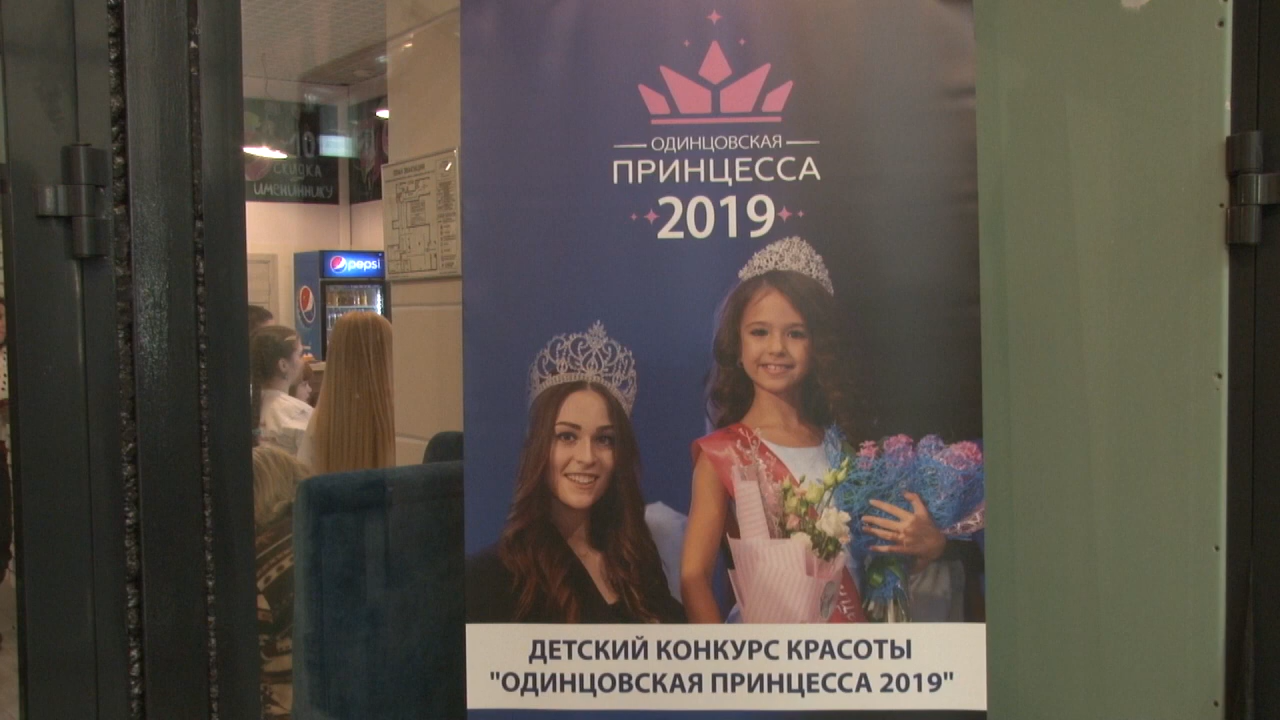 ОДИНЦОВСКАЯ
ПРИНЦЕССА
2019
СКИДКА
ИМЕНИННИКУ
pepsi
ДЕТСКИЙ КОНКУРС КРАСОТЫ
"ОДИНЦОВСКАЯ ПРИНЦЕССА 2019"